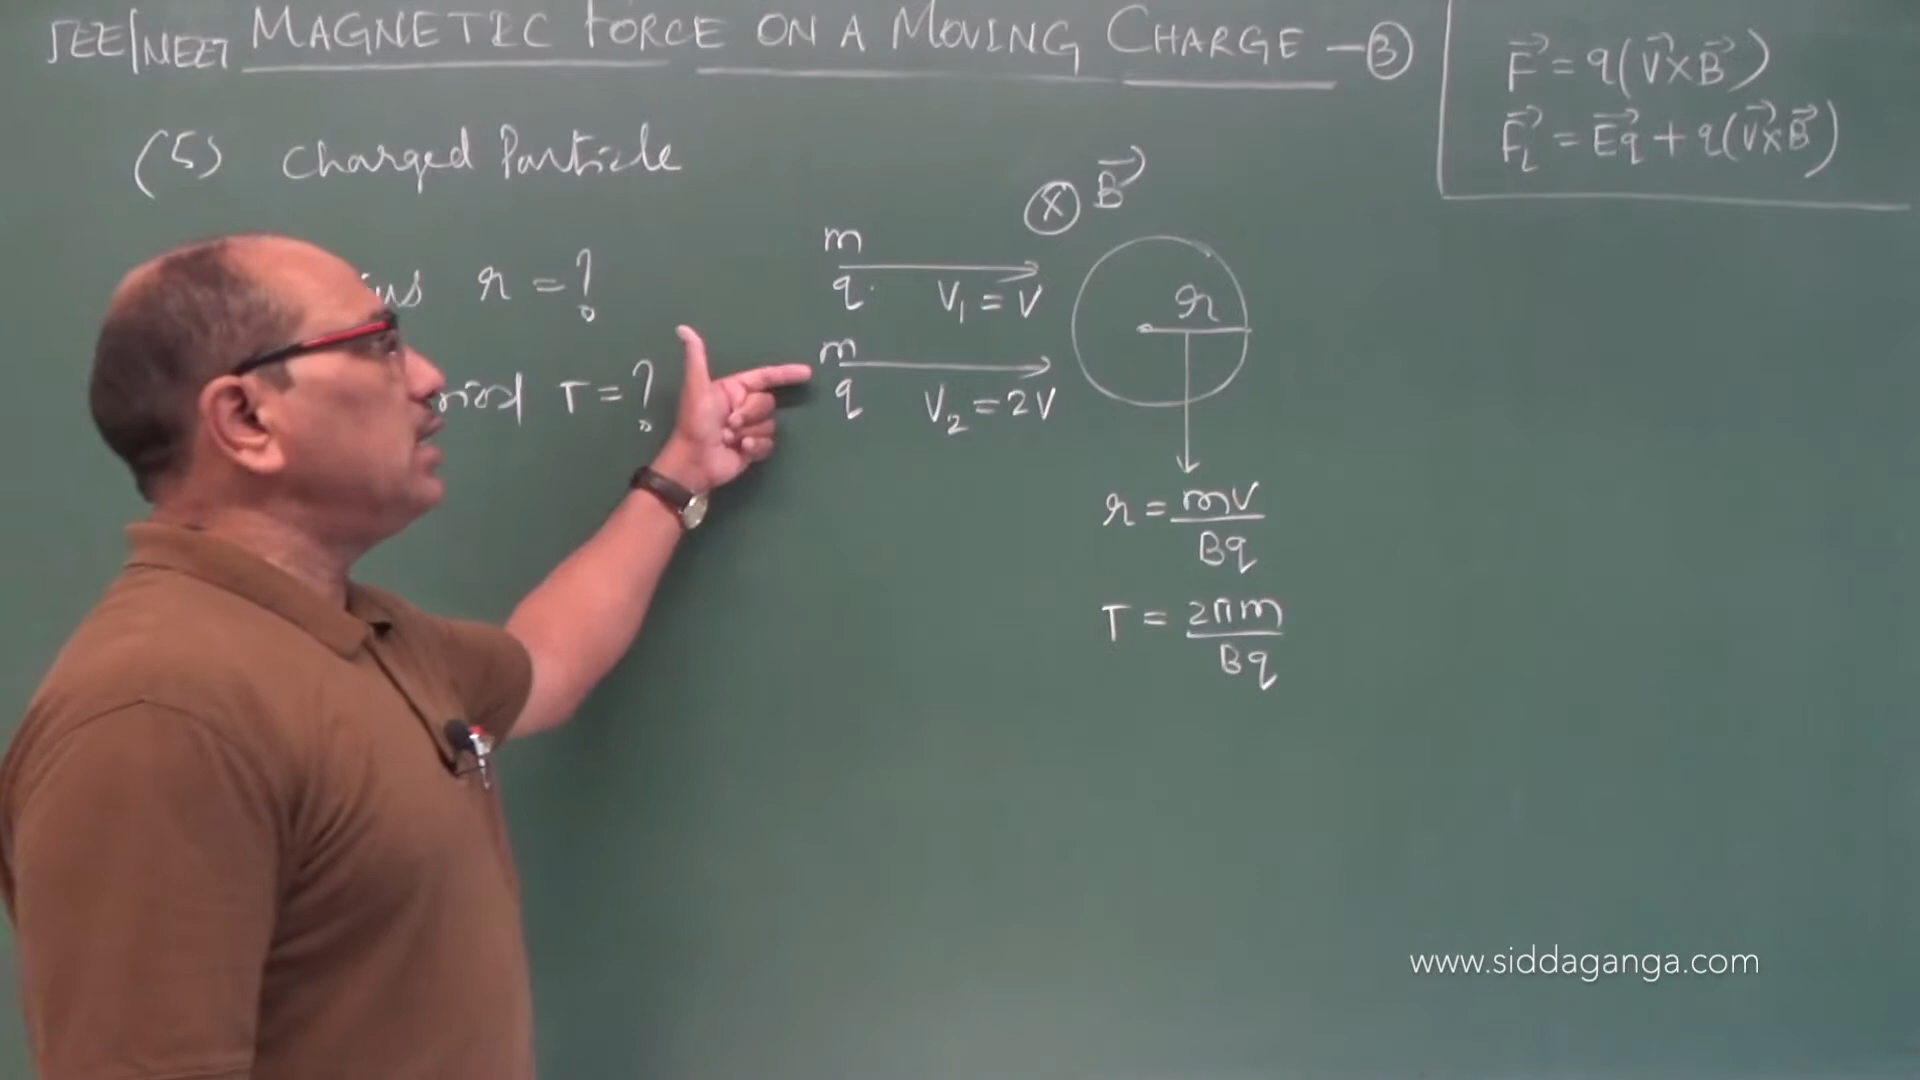 JEE/NEET MAGNETIC FORCE ON A MOVING CHARGE -③
F⃗ = q(V⃗×B⃗)
F⃗L = E⃗q + q(V⃗×B⃗)
(5) Charged Particle
ⓧ B⃗
r = ?
m
q V₁ = V
r
T = ?
m
q V₂ = 2V
r = mV/Bq
T = 2πm/Bq
www.siddaganga.com